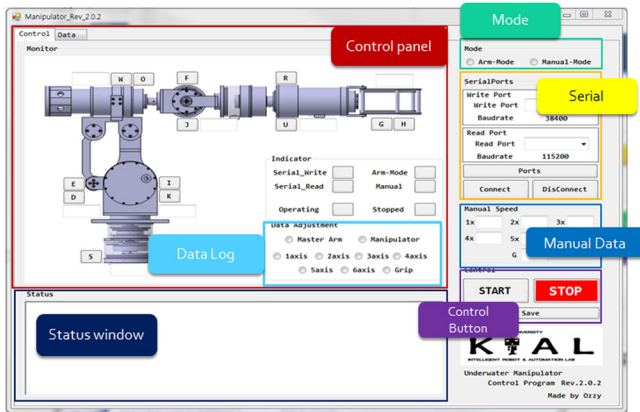 Manipulator_Rev_2.0.2
Mode
Control Data
Monitor
Control panel
Mode
Arm-Mode Manual-Mode
W O F R
SerialPorts
Write Port
Write Port
Serial
Baudrate 38400
J U G H
Read Port
Read Port
Baudrate 115200
Indicator
Serial_Write Arm-Mode
Serial_Read Manual
Operating Stopped
E I
D K
Ports
Connect DisConnect
Manual Speed
1x 2x 3x
4x 5x
G
Manual Data
Data Adjustment
Master Arm Manipulator
1axis 2axis 3axis 4axis
5axis 6axis Grip
Data Log
S
Control
START STOP
Save
Control
Button
Status
Status window
VERSITY
INTELLIGENT ROBOT & AUTOMATION LAB
Underwater Manipulator
Control Program Rev.2.0.2
Made by Ozzy